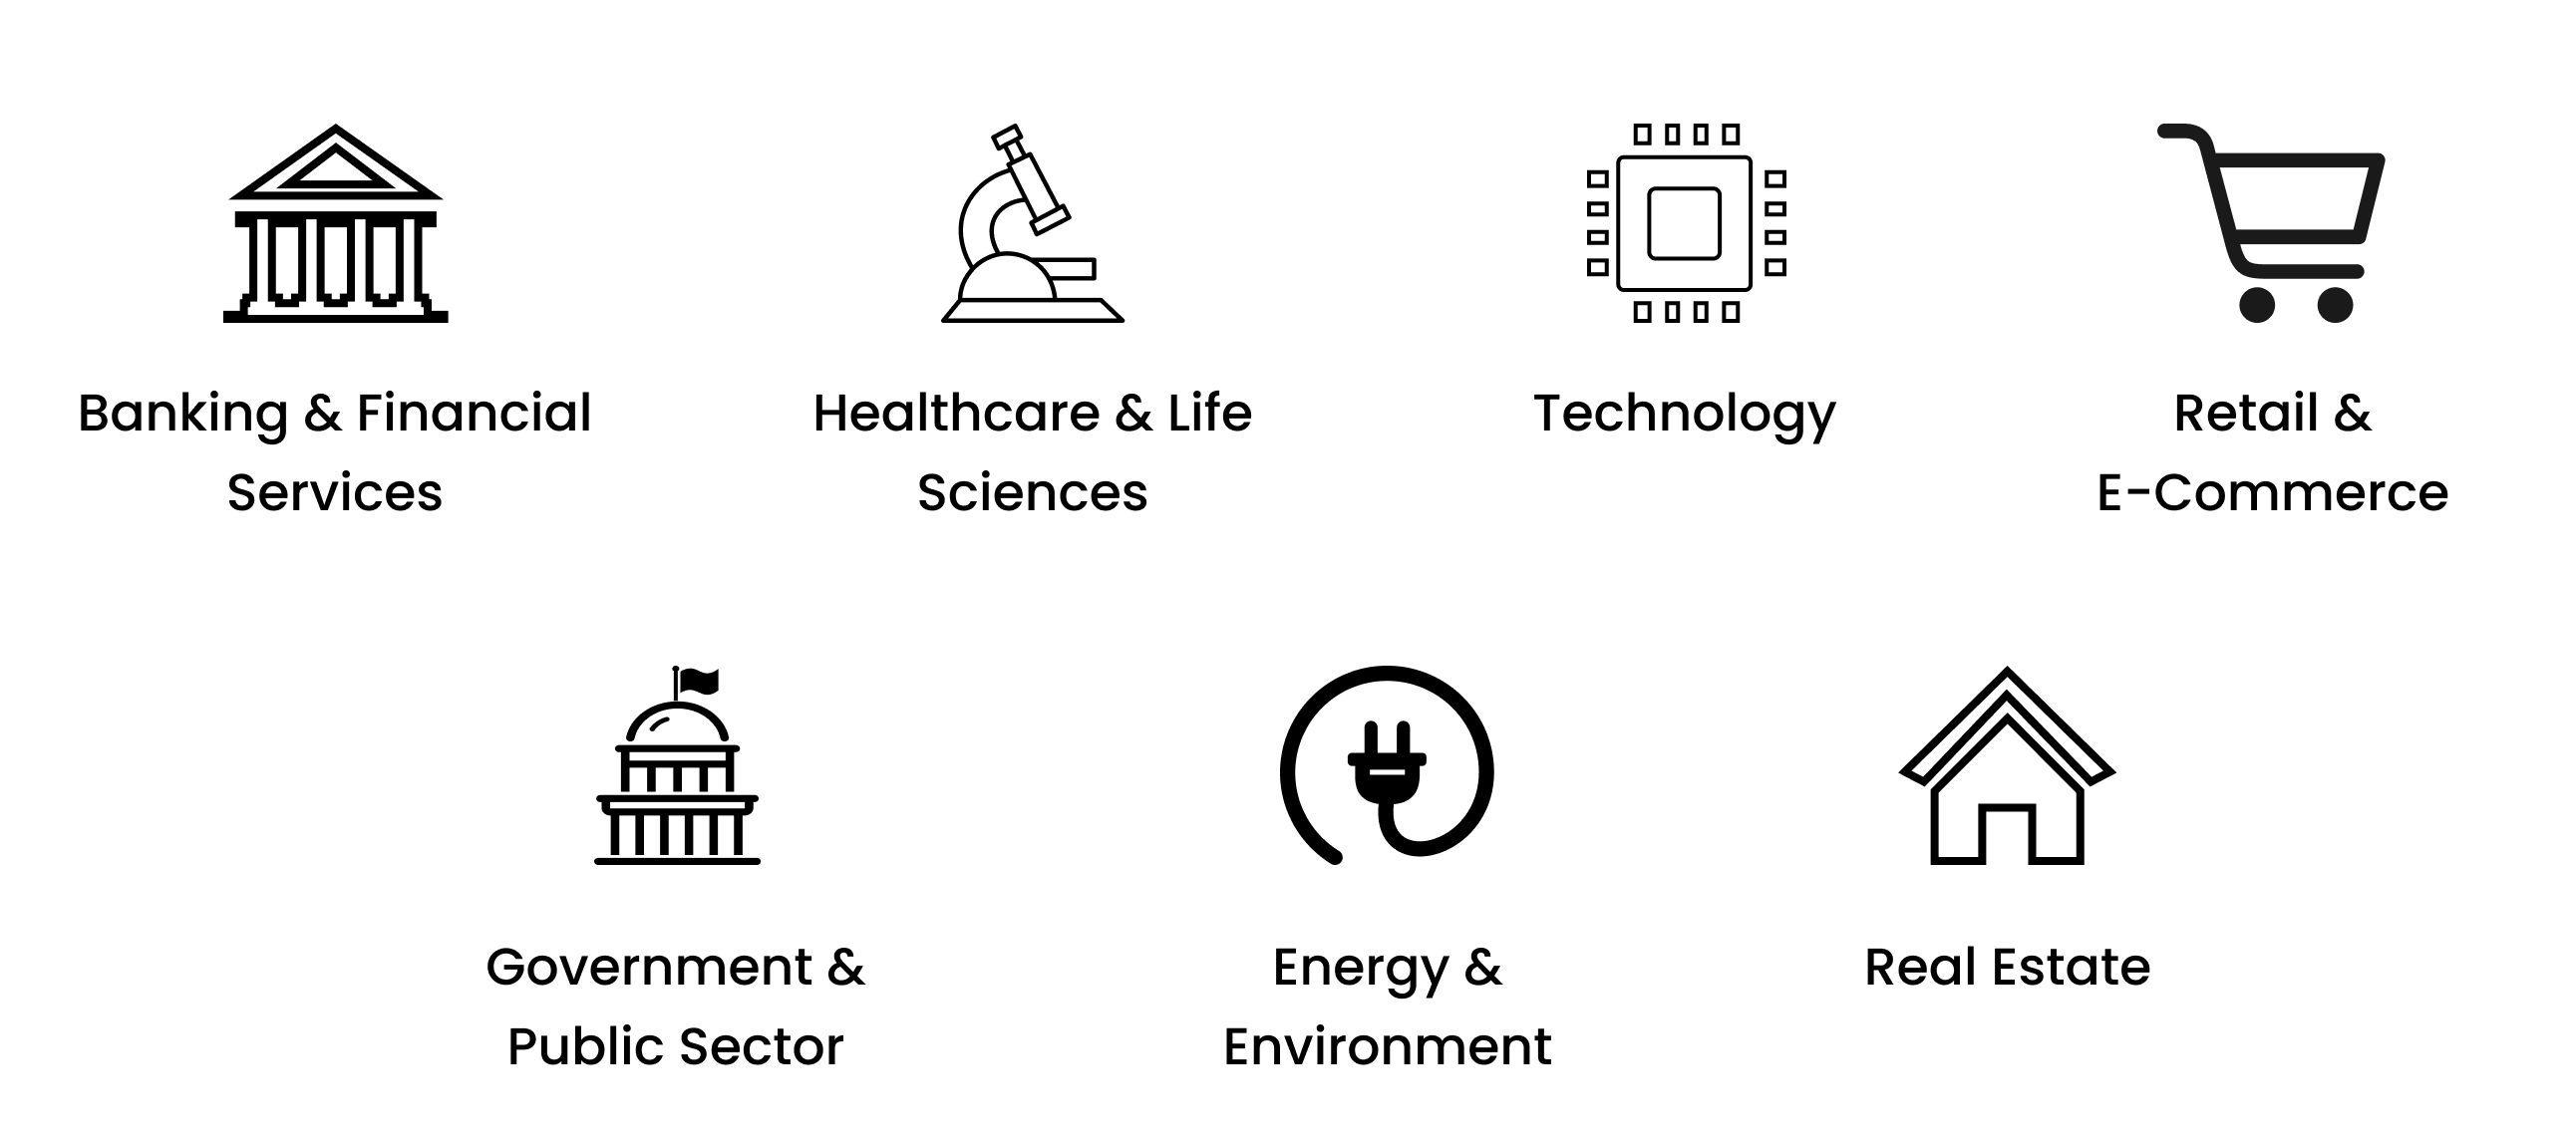 Banking & Financial
Services
Healthcare & Life
Sciences
Technology
Retail &
E-Commerce
Government &
Public Sector
Energy &
Environment
Real Estate